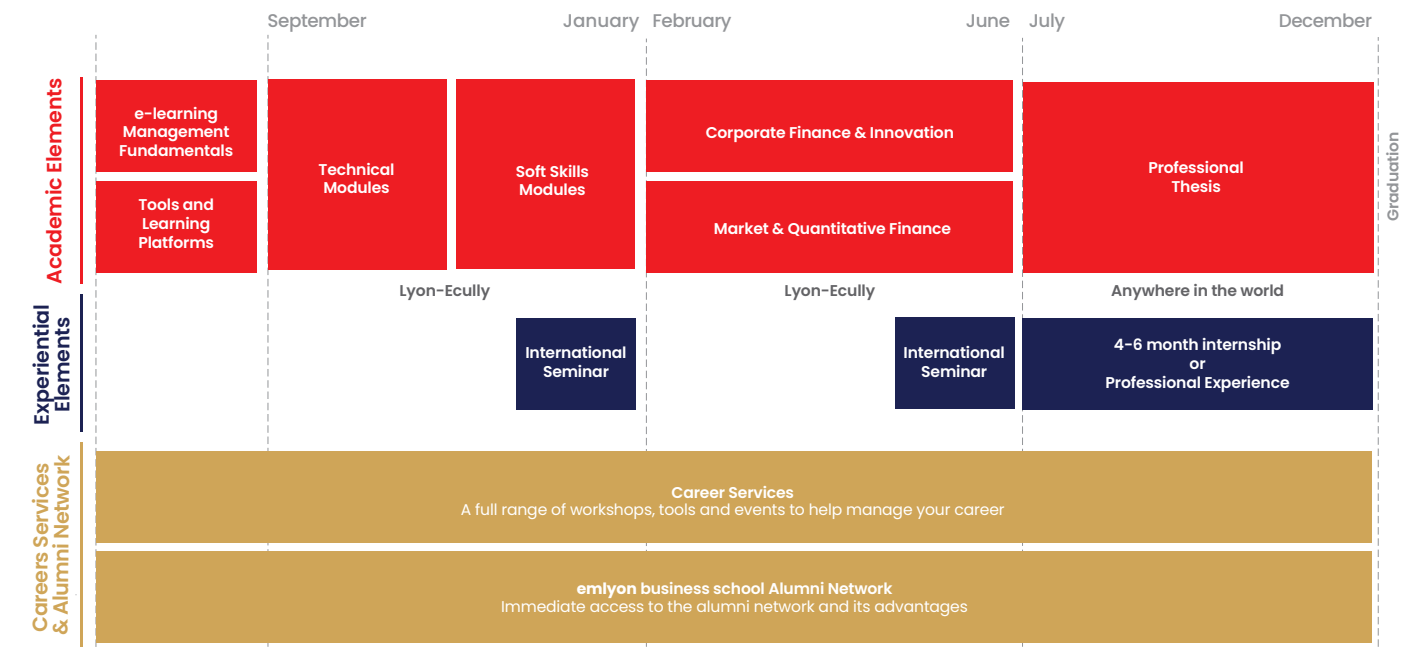 September
January
February
June
July
December
Academic Elements
e-learning
Management
Fundamentals
Tools and
Learning
Platforms
Technical
Modules
Soft Skills
Modules
Corporate Finance & Innovation
Market & Quantitative Finance
Professional
Thesis
Graduation
Lyon-Ecully
Lyon-Ecully
Anywhere in the world
Experiential
Elements
International
Seminar
International
Seminar
4-6 month internship
or
Professional Experience
Careers Services
& Alumni Network
Career Services
A full range of workshops, tools and events to help manage your career
emlyon business school Alumni Network
Immediate access to the alumni network and its advantages